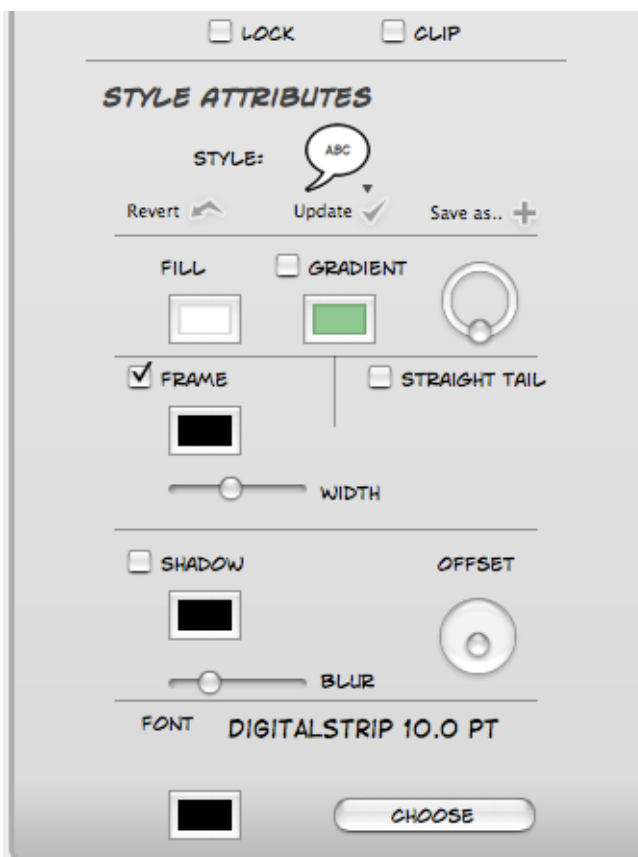 LOCK CLIP
STYLE ATTRIBUTES
STYLE: ABC
Revert Update Save as..
FILL GRADIENT
FRAME STRAIGHT TAIL
WIDTH
SHADOW OFFSET
BLUR
FONT DIGITALSTRIP 10.0 PT
CHOOSE